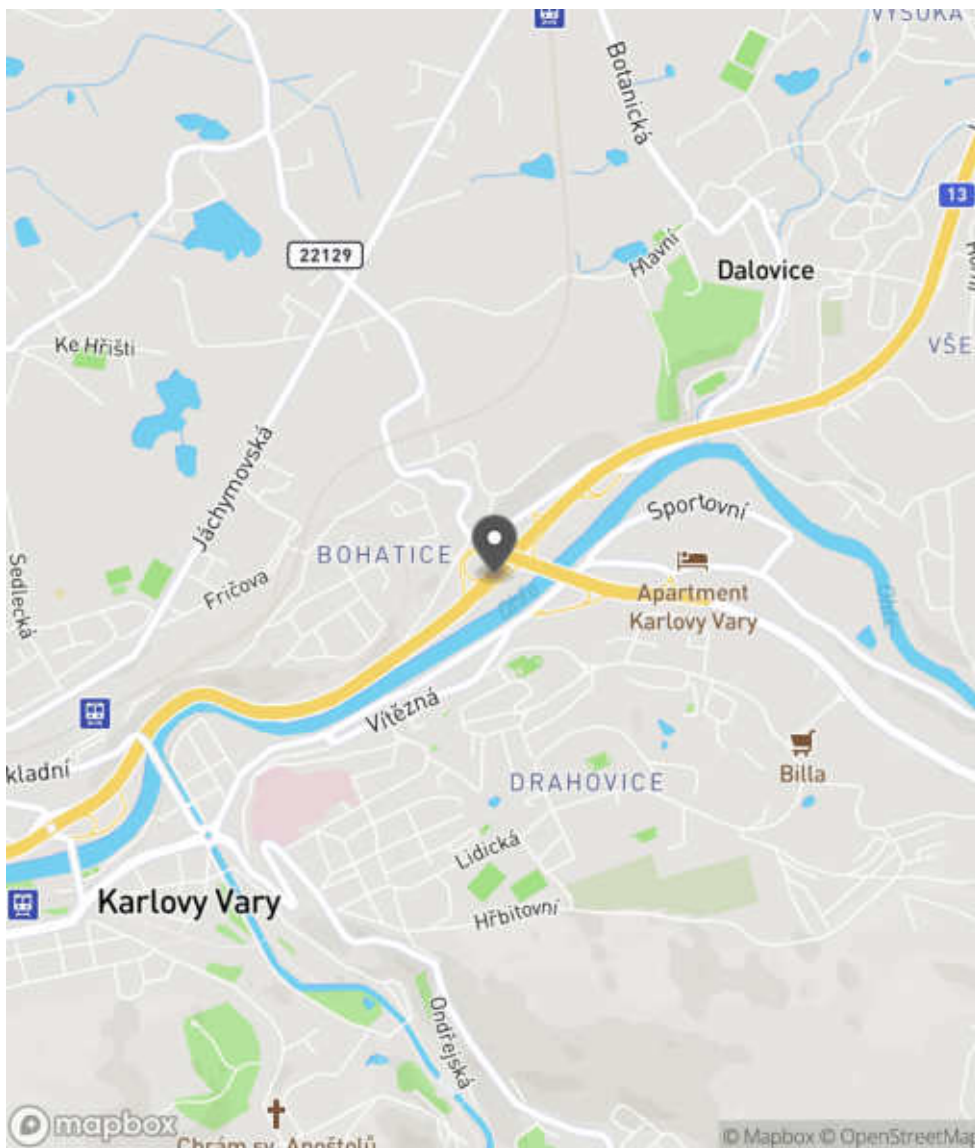 VYSOKÁ
Botanická
13
Hlavní
22129
Dalovice
Ke Hřišti
VŠE
Jáchymovská
Sportovní
BOHATICE
Sedlecká
Fričova
Apartment
Karlovy Vary
Ohře
Ohře
Vítězná
kladní
DRAHOVICE
Billa
Lidická
Karlovy Vary
Hřbitovní
Ondřejská
mapbox
Chrám sv. Apoštolů
© Mapbox © OpenStreetMa